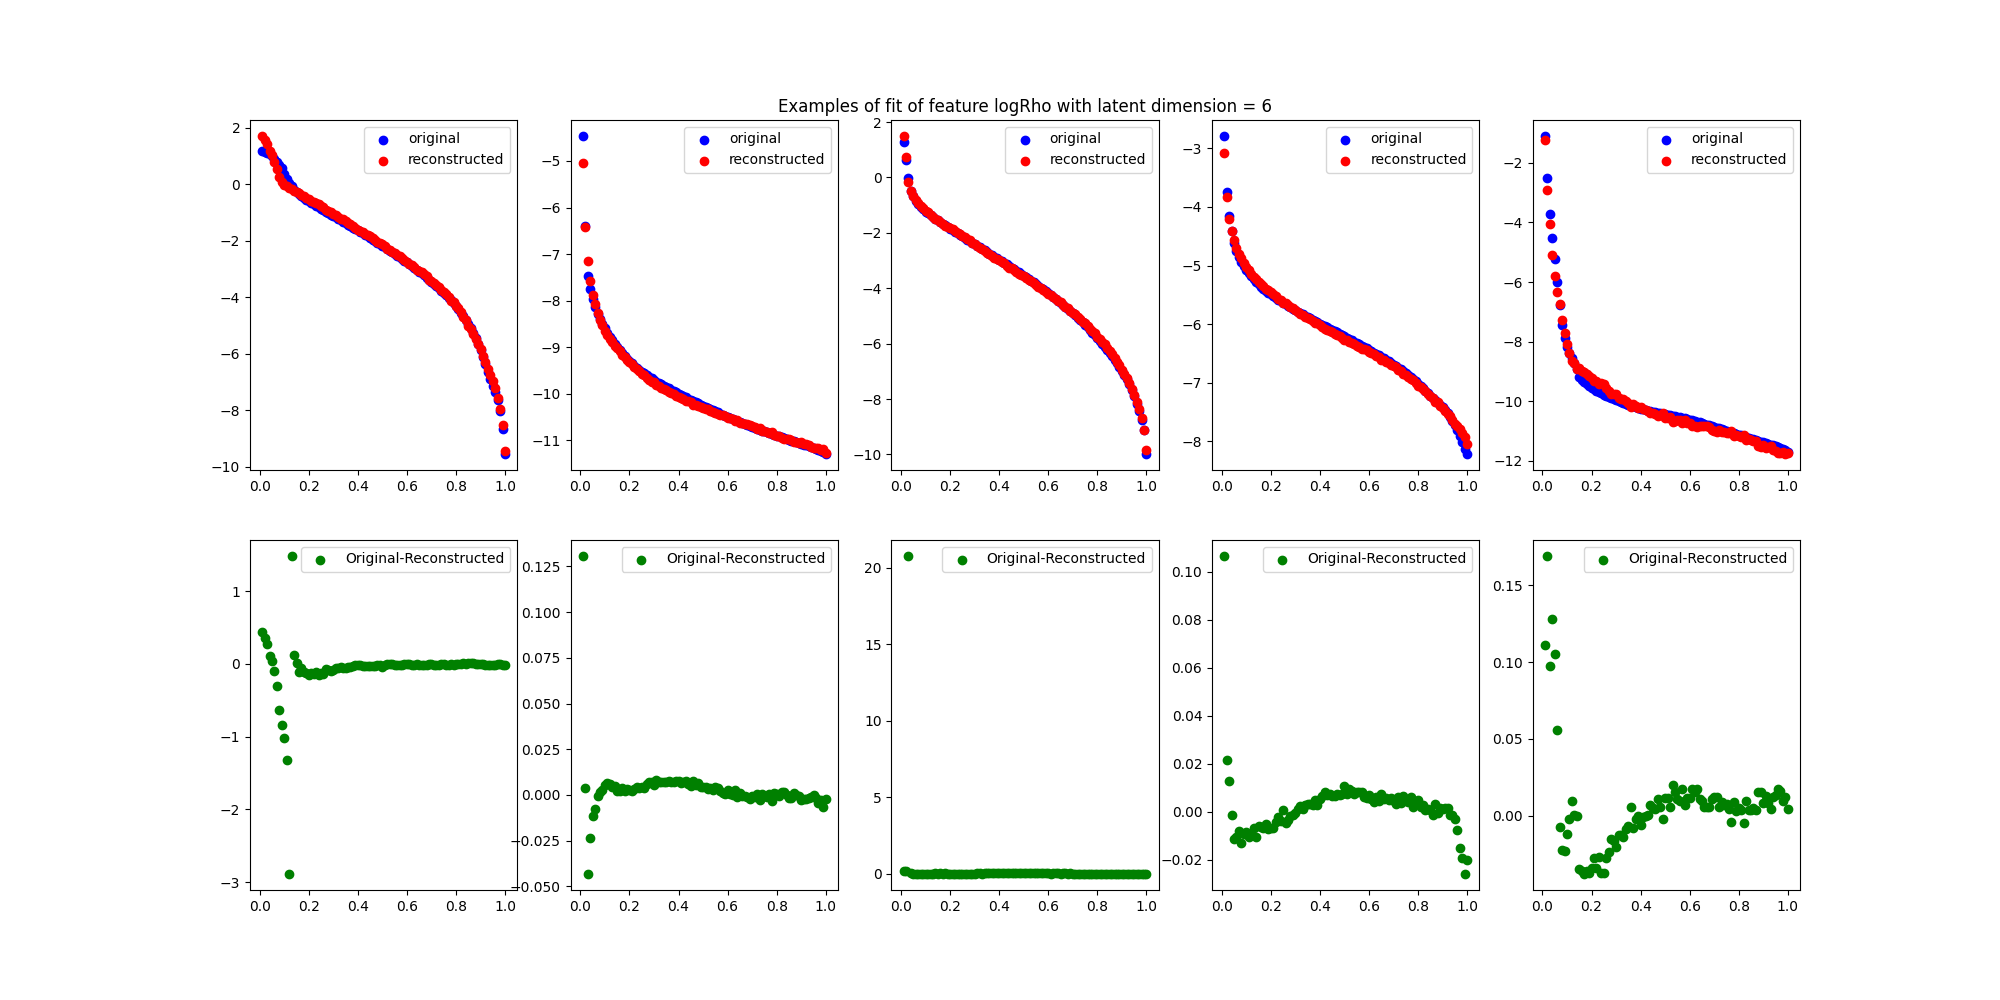 Examples of fit of feature logRho with latent dimension = 6
original
reconstructed
2
0
−2
−4
−6
−8
−10
0.0 0.2 0.4 0.6 0.8 1.0
original
reconstructed
−5
−6
−7
−8
−9
−10
−11
0.0 0.2 0.4 0.6 0.8 1.0
original
reconstructed
2
0
−2
−4
−6
−8
−10
0.0 0.2 0.4 0.6 0.8 1.0
original
reconstructed
−3
−4
−5
−6
−7
−8
0.0 0.2 0.4 0.6 0.8 1.0
original
reconstructed
−2
−4
−6
−8
−10
−12
0.0 0.2 0.4 0.6 0.8 1.0
Original-Reconstructed
1
0
−1
−2
−3
0.0 0.2 0.4 0.6 0.8 1.0
Original-Reconstructed
0.125
0.100
0.075
0.050
0.025
0.000
−0.025
−0.050
0.0 0.2 0.4 0.6 0.8 1.0
Original-Reconstructed
20
15
10
5
0
0.0 0.2 0.4 0.6 0.8 1.0
Original-Reconstructed
0.10
0.08
0.06
0.04
0.02
0.00
−0.02
0.0 0.2 0.4 0.6 0.8 1.0
Original-Reconstructed
0.15
0.10
0.05
0.00
0.0 0.2 0.4 0.6 0.8 1.0